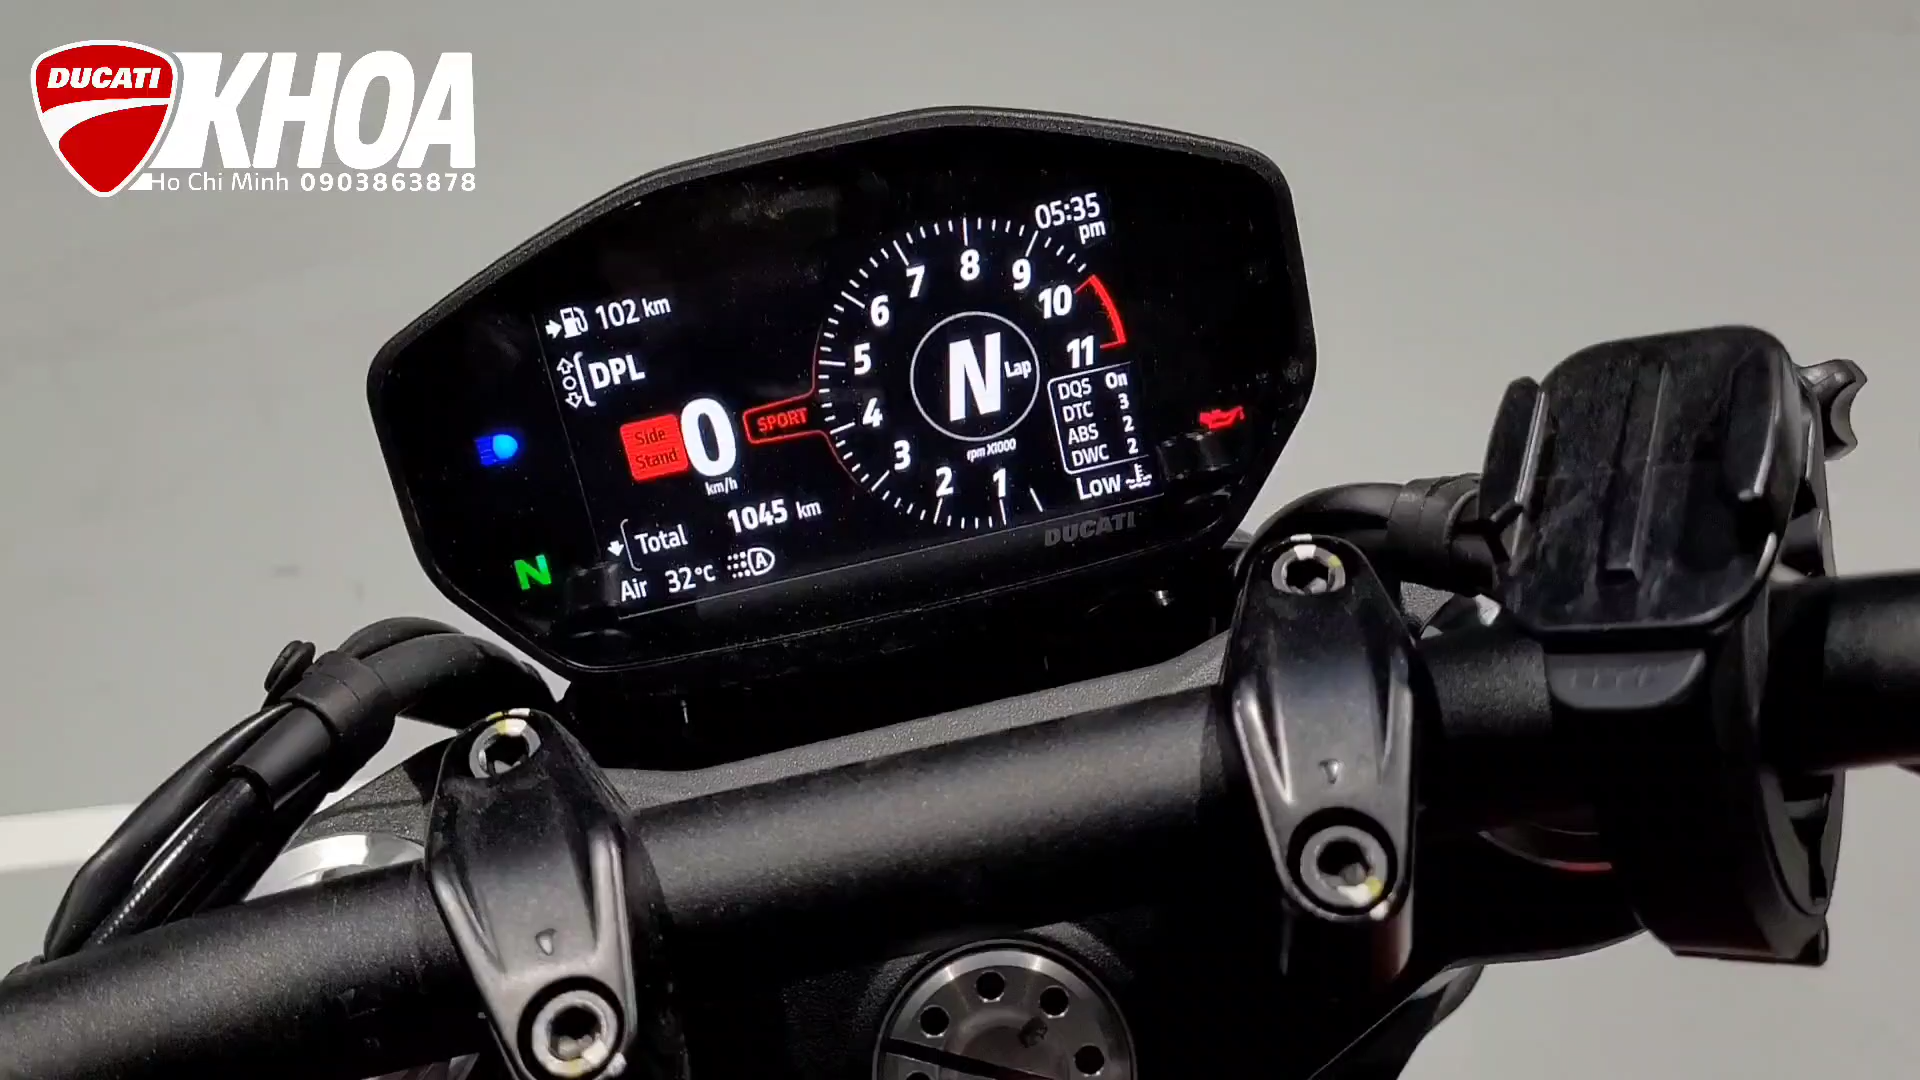 DUCATI
KHOA
Ho Chi Minh 0903863878
05:35
pm
102 km
DPL
Side
Stand
0
km/h
SPORT
1
2
3
4
5
6
7
8
9
10
11
N
Lap
rpm X1000
DQS On
DTC 3
ABS 2
DWC 2
Low
Total 1045 km
Air 32°C
A
N
DUCATI